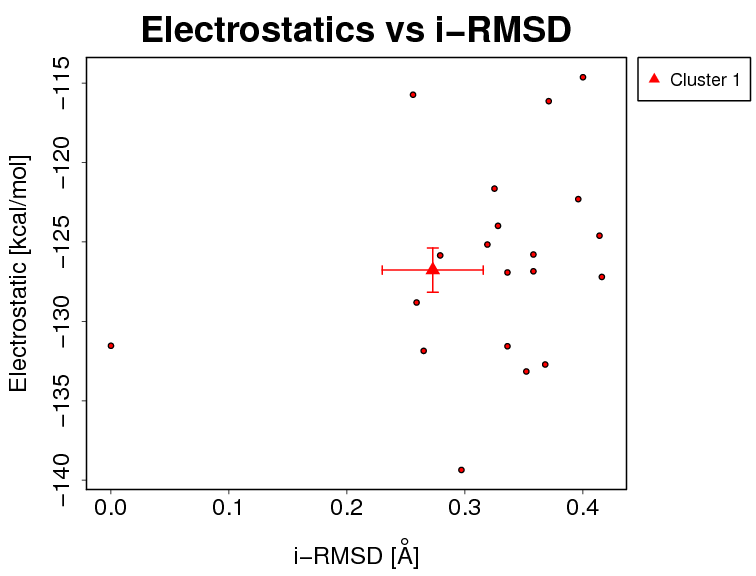 Electrostatics vs i−RMSD
Cluster 1
Electrostatic [kcal/mol]
−115
−120
−125
−130
−135
−140
0.0 0.1 0.2 0.3 0.4
i−RMSD [Å]